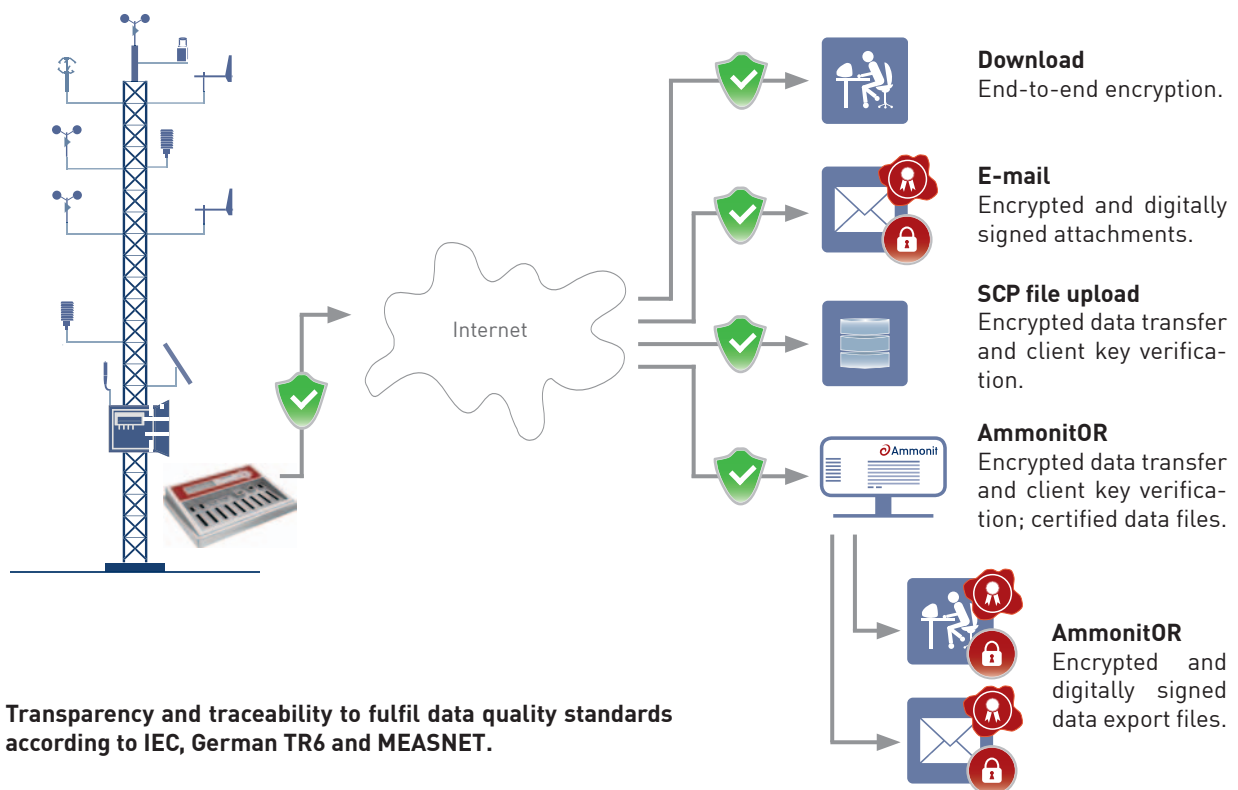 Download
End-to-end encryption.
E-mail
Encrypted and digitally
signed attachments.
Internet
SCP file upload
Encrypted data transfer
and client key verifica-
tion.
AmmonitOR
Ammonit
Encrypted data transfer
and client key verifica-
tion; certified data files.
AmmonitOR
Encrypted and
digitally signed
data export files.
Transparency and traceability to fulfil data quality standards
according to IEC, German TR6 and MEASNET.